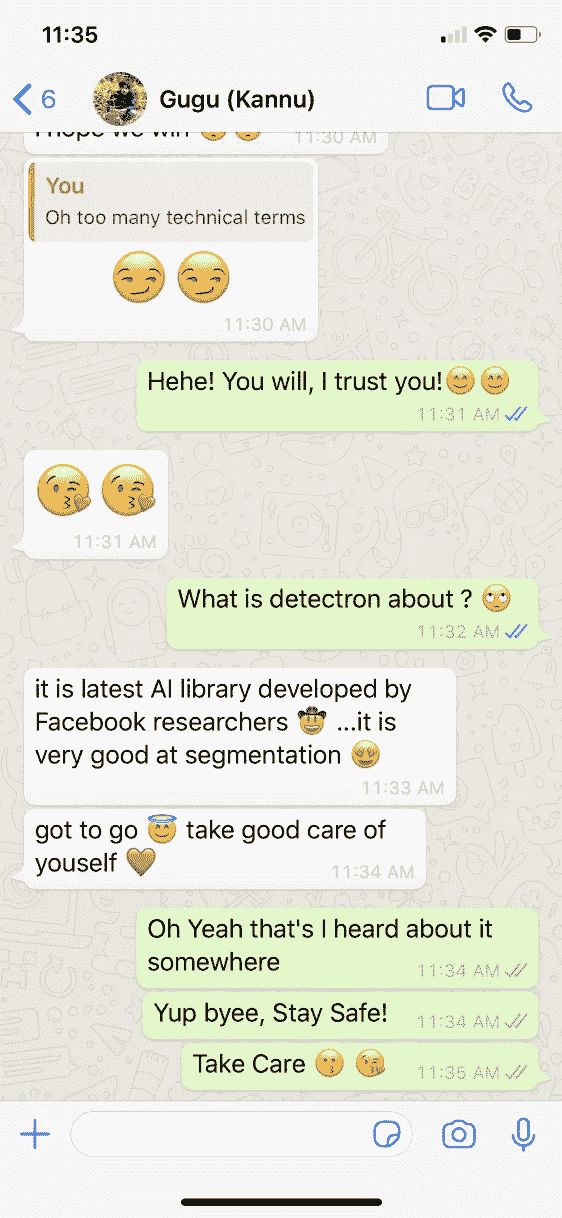 11:35
6
Gugu (Kannu)
I hope we win 11:30 AM
You
Oh too many technical terms
11:30 AM
Hehe! You will, I trust you!
11:31 AM
11:31 AM
What is detectron about ?
11:32 AM
it is latest AI library developed by
Facebook researchers ...it is
very good at segmentation
11:33 AM
got to go take good care of
youself 11:34 AM
Oh Yeah that's I heard about it
somewhere 11:34 AM
Yup byee, Stay Safe! 11:34 AM
Take Care 11:35 AM